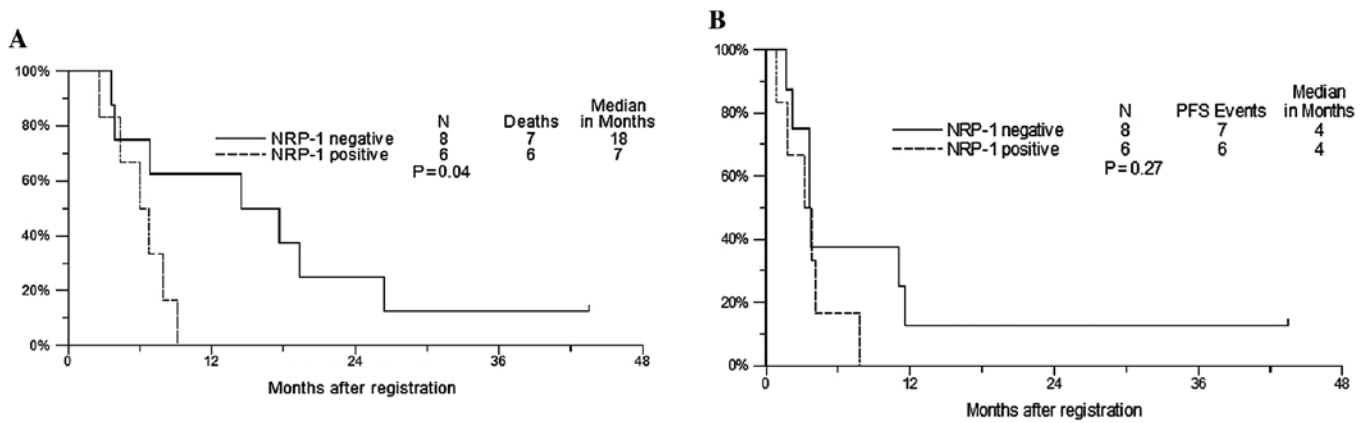 A
100%
80%
60%
40%
20%
0%
Median
N Deaths in Months
NRP-1 negative 8 7 18
NRP-1 positive 6 6 7
P=0.04
0 12 24 36 48
Months after registration
B
100%
80%
60%
40%
20%
0%
Median
N PFS Events in Months
NRP-1 negative 8 7 4
NRP-1 positive 6 6 4
P=0.27
0 12 24 36 48
Months after registration